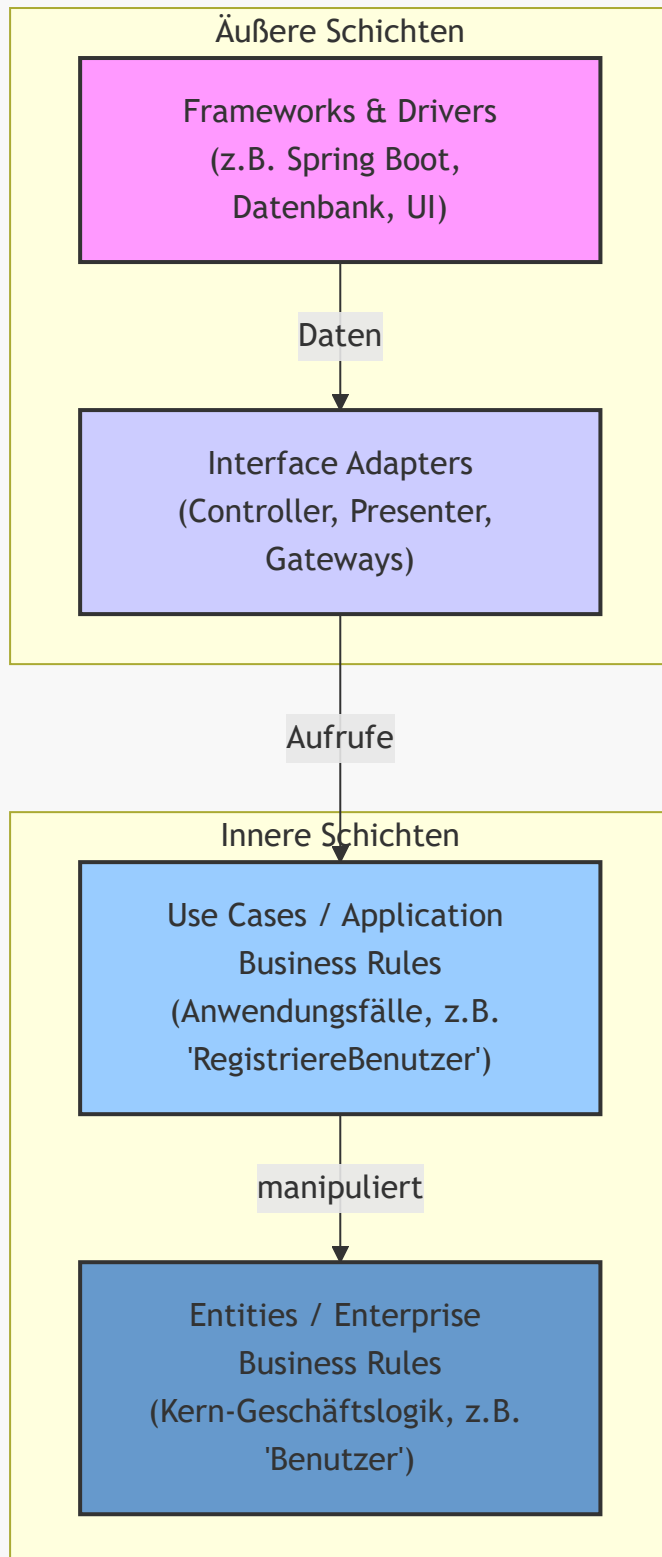 Äußere Schichten
Frameworks & Drivers
(z.B. Spring Boot,
Datenbank, UI)
Daten
Interface Adapters
(Controller, Presenter,
Gateways)
Aufrufe
Innere Schichten
Use Cases / Application
Business Rules
(Anwendungsfälle, z.B.
'RegistriereBenutzer')
manipuliert
Entities / Enterprise
Business Rules
(Kern-Geschäftslogik, z.B.
'Benutzer')